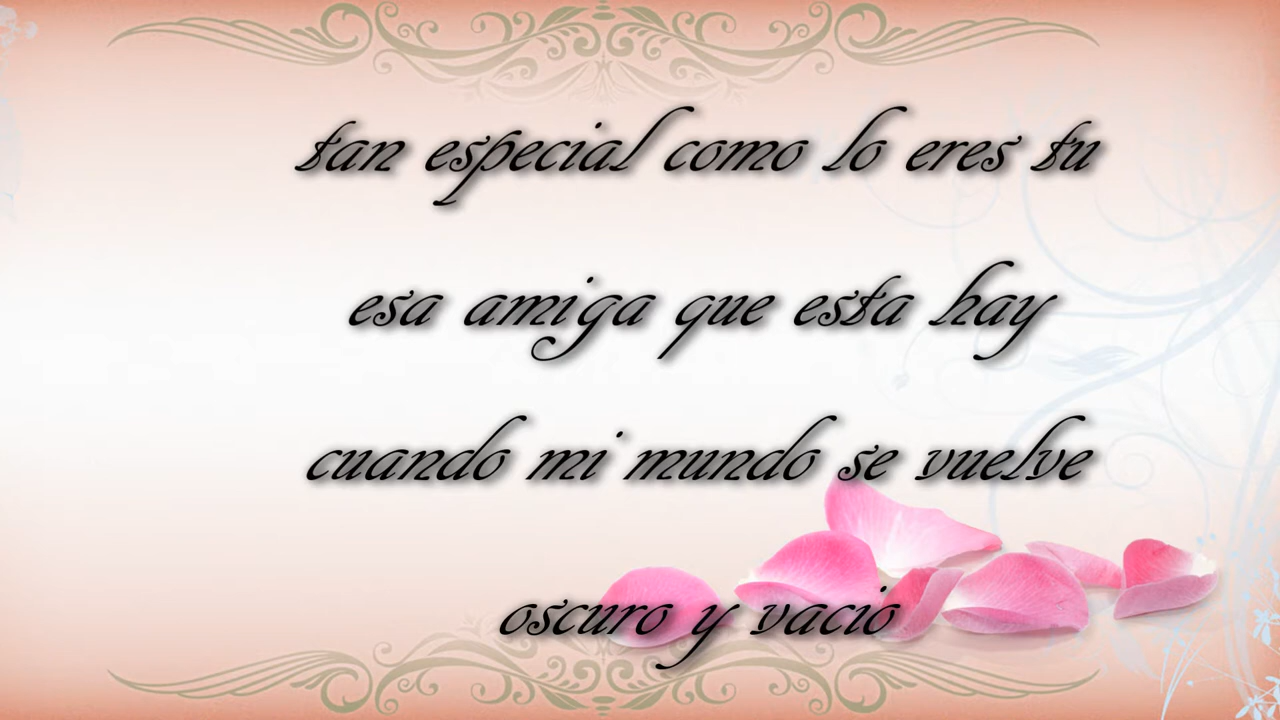 tan especial como lo eres tu
esa amiga que esta hay
cuando mi mundo se vuelve
oscuro y vacio